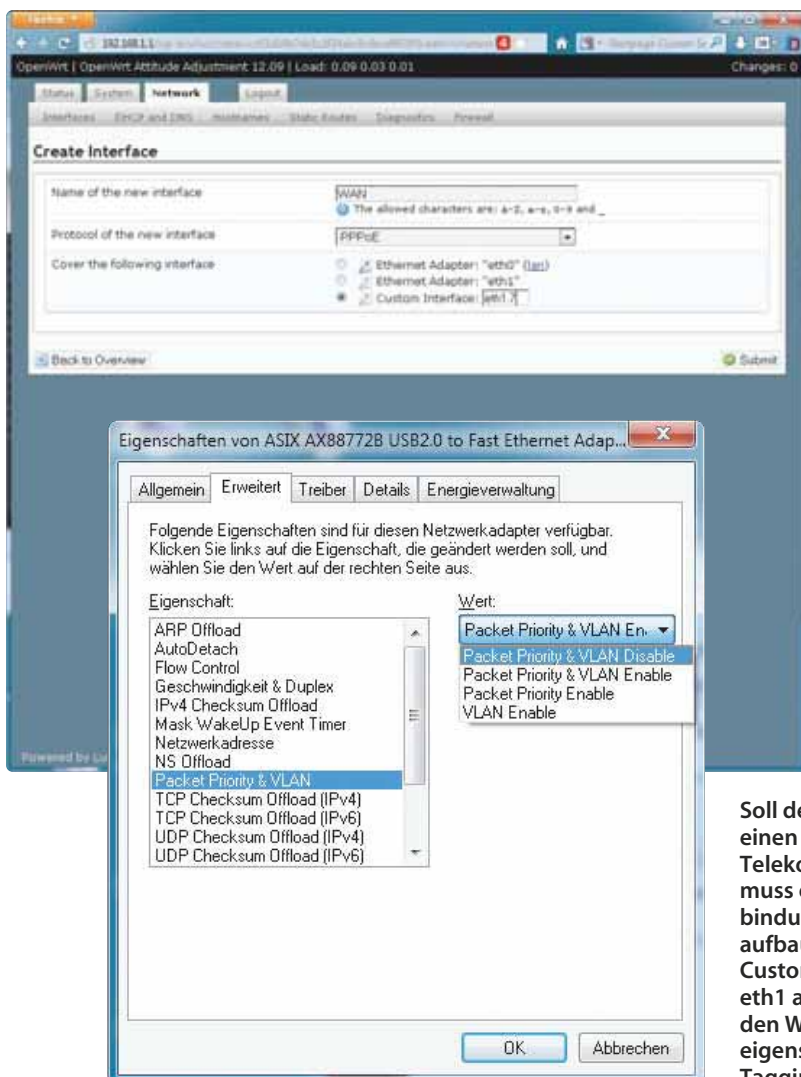 192.168.1.1
OpenWrt | OpenWrt Attitude Adjustment 12.09 | Load: 0.09 0.03 0.01
Changes: 0
Status System Network Logout
Interfaces DHCP and DNS Hostnames Static Routes Diagnostics Firewall
Create Interface
Name of the new interface
WAN
The allowed characters are: a-z, and _
Protocol of the new interface
PPPoE
Cover the following interface
Ethernet Adapter: "eth0" (lan)
Ethernet Adapter: "eth1"
Custom Interface: eth1.7
Back to Overview
Submit
Powered by
Eigenschaften von ASIX AX88772B USB2.0 to Fast Ethernet Adap...
Allgemein Erweitert Treiber Details Energieverwaltung
Folgende Eigenschaften sind für diesen Netzwerkadapter verfügbar.
Klicken Sie links auf die Eigenschaft, die geändert werden soll, und
wählen Sie den Wert auf der rechten Seite aus.
Eigenschaft:
ARP Offload
AutoDetach
Flow Control
Geschwindigkeit & Duplex
IPv4 Checksum Offload
Mask WakeUp Event Timer
Netzwerkadresse
NS Offload
Packet Priority & VLAN
TCP Checksum Offload (IPv4)
TCP Checksum Offload (IPv6)
UDP Checksum Offload (IPv4)
UDP Checksum Offload (IPv6)
Wert:
Packet Priority & VLAN En
Packet Priority & VLAN Disable
Packet Priority & VLAN Enable
Packet Priority Enable
VLAN Enable
OK
Abbrechen
Soll de
einen
Teleko
muss
bindu
aufbau
Custo
eth1 a
den W
eigens
Taggin